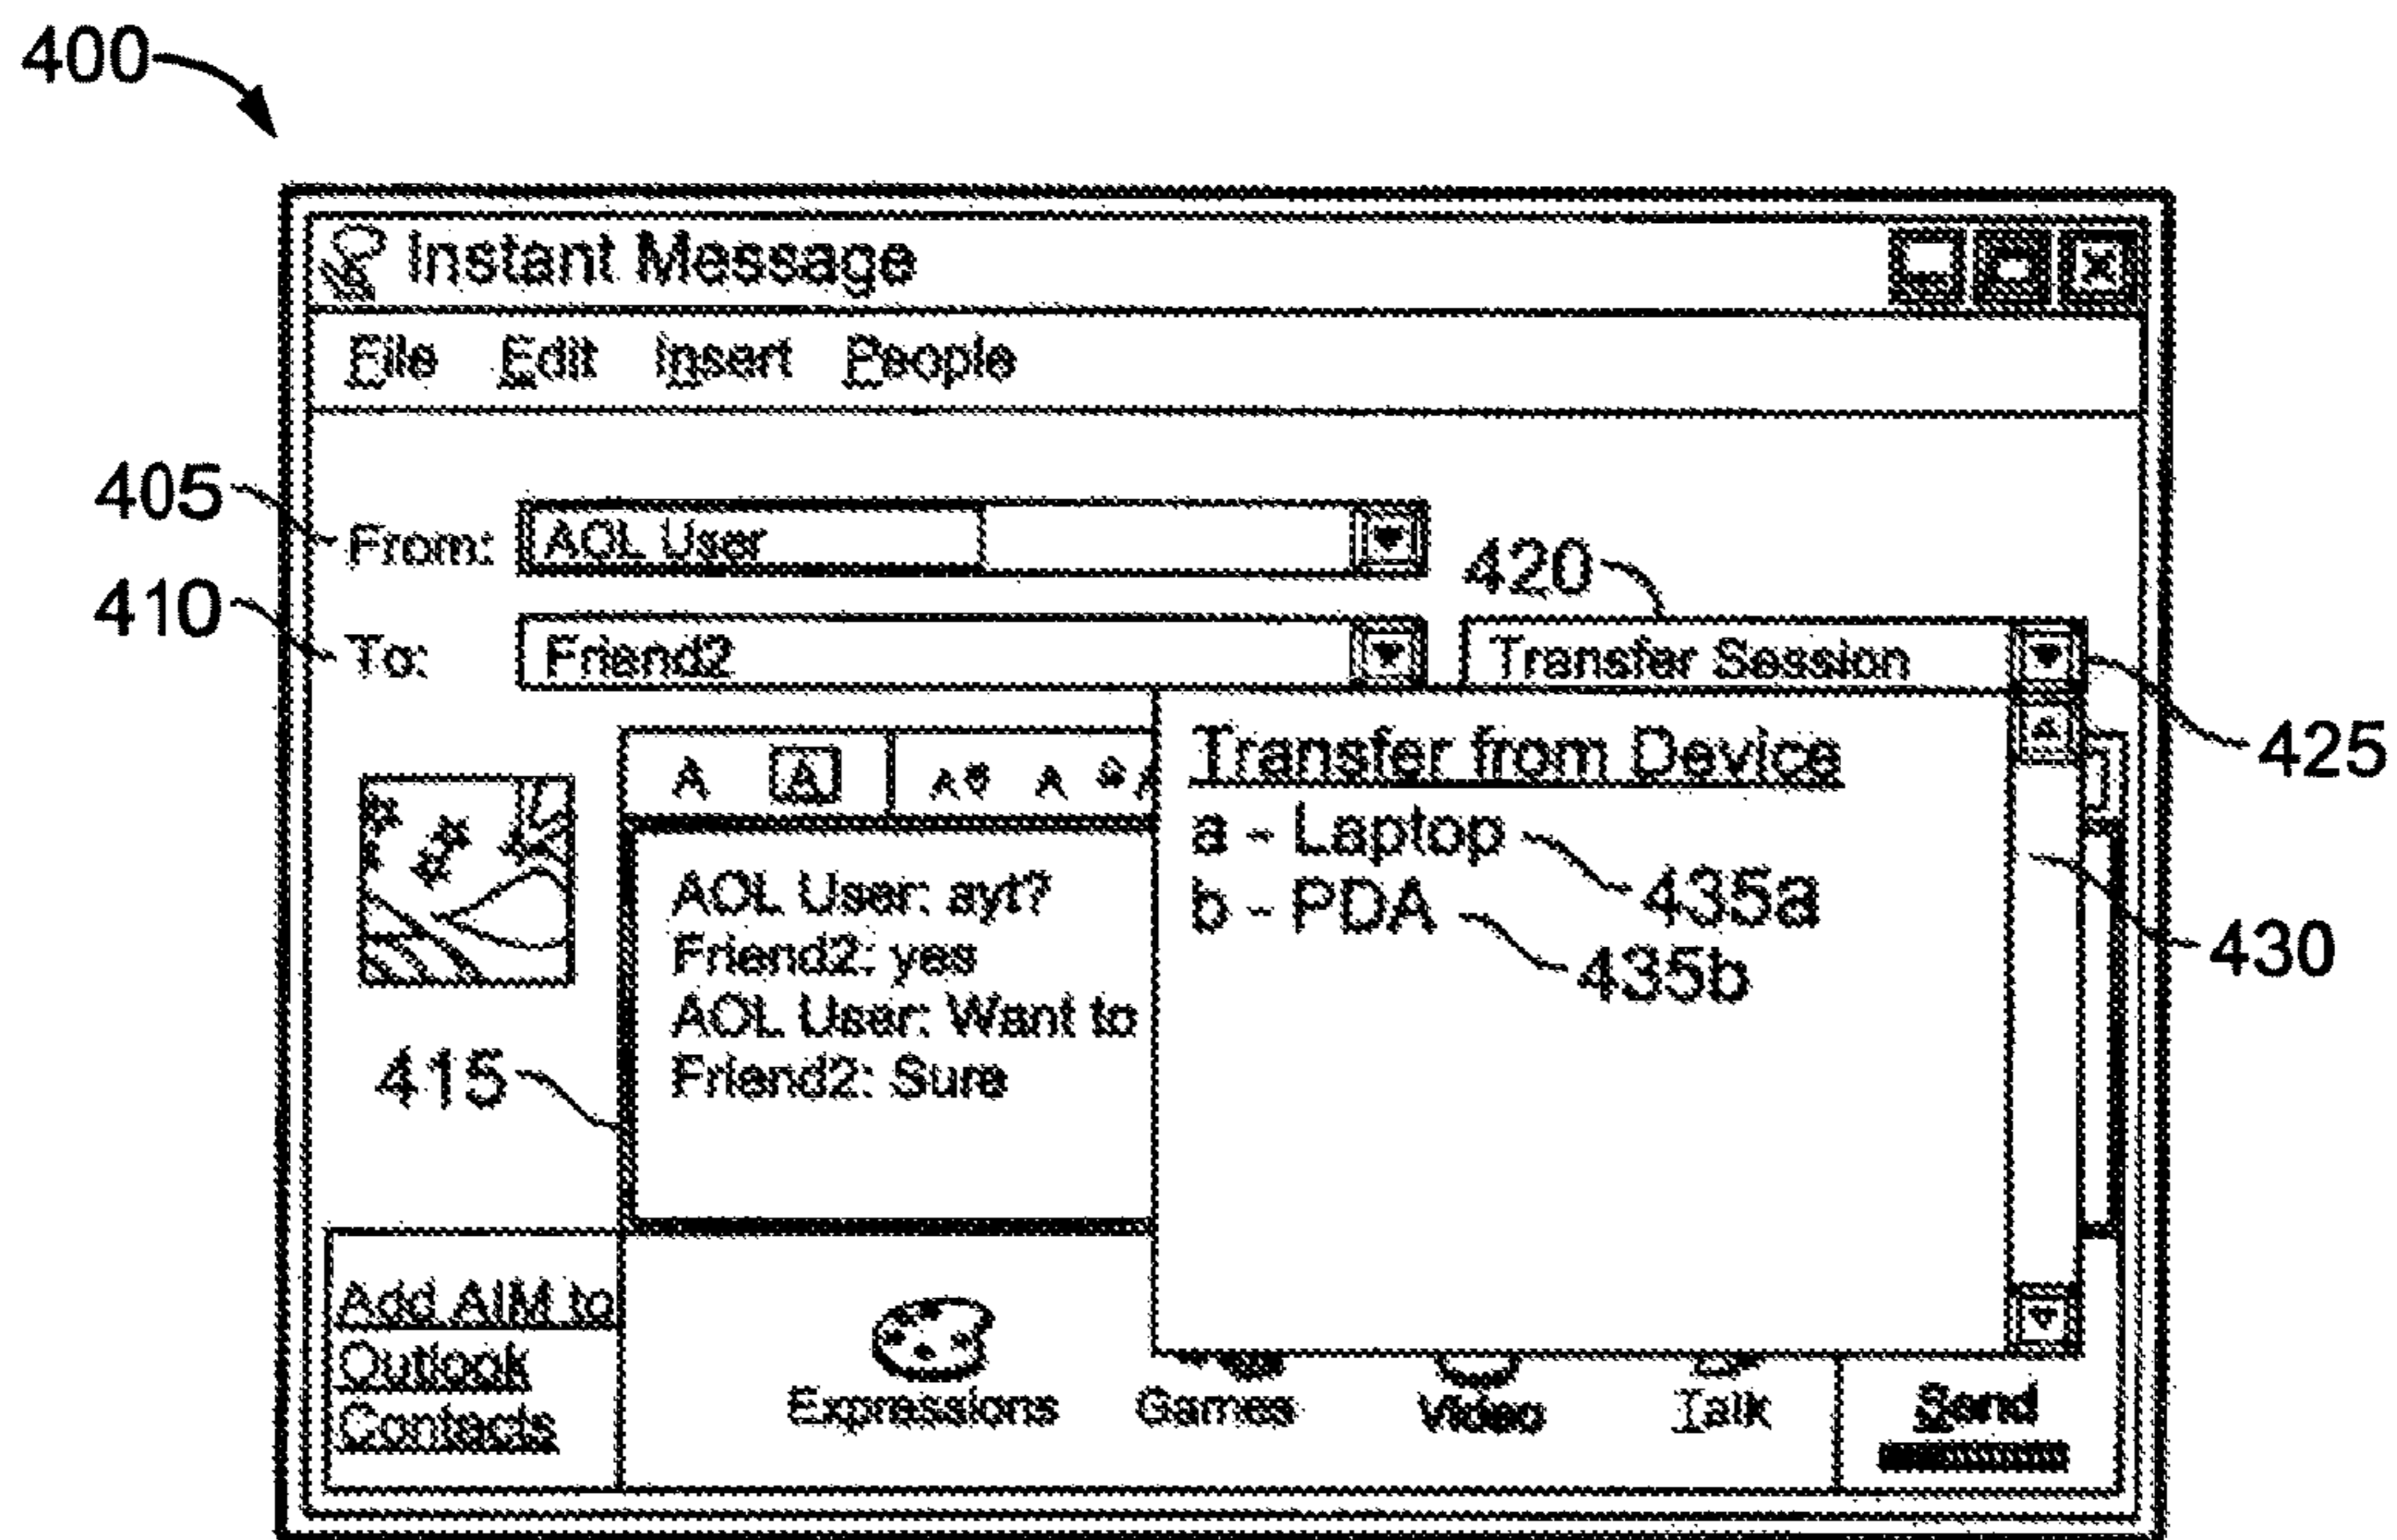 400
Instant Message
File Edit Insert People
405
From: AOL User
410
To: Friend2
420
Transfer Session
425
A A A A A
Transfer from Device
a - Laptop
435a
b - PDA
435b
430
AOL User: ayt?
Friend2: yes
AOL User: Want to
Friend2: Sure
415
Add AIM to
Outlook
Contacts
Expressions Games Video Talk Send